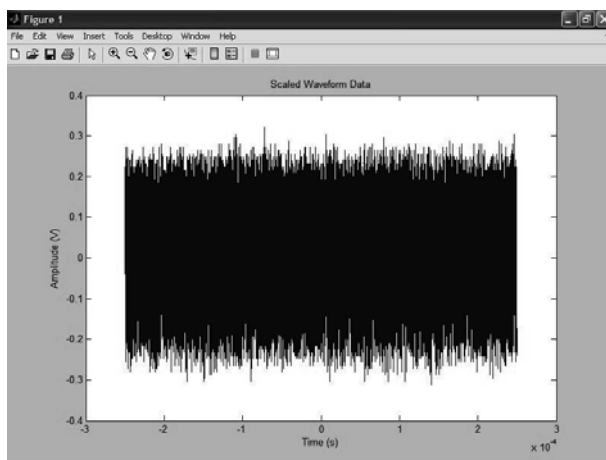 Figure 1
File Edit View Insert Tools Desktop Window Help
Scaled Waveform Data
0.4
0.3
0.2
0.1
0
-0.1
-0.2
-0.3
-0.4
Amplitude (V)
-3 -2 -1 0 1 2 3
Time (s)
x 10⁻⁴